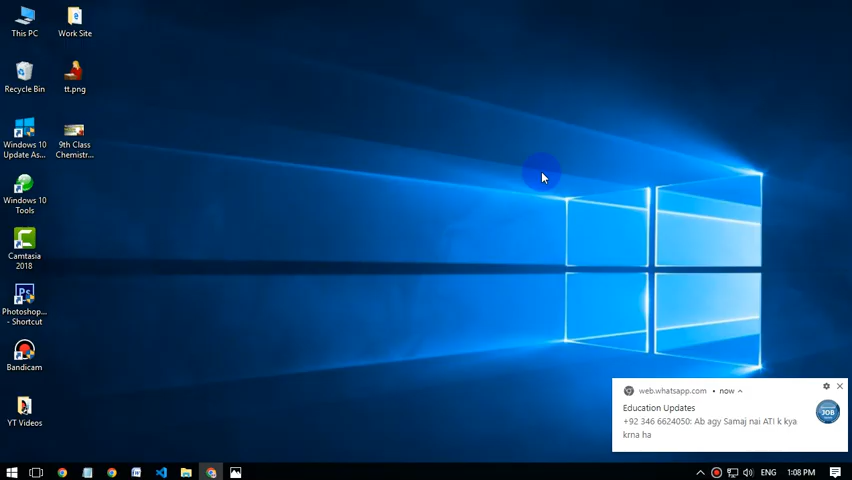 This PC
Work Site
Recycle Bin
tt.png
Windows 10
Update As...
9th Class
Chemistr...
Windows 10
Tools
Camtasia
2018
Photoshop...
- Shortcut
Bandicam
YT Videos
web.whatsapp.com • now
Education Updates
+92 346 6624050: Ab agy Samaj nai ATI k kya
krna ha
JOB
ENG
1:08 PM